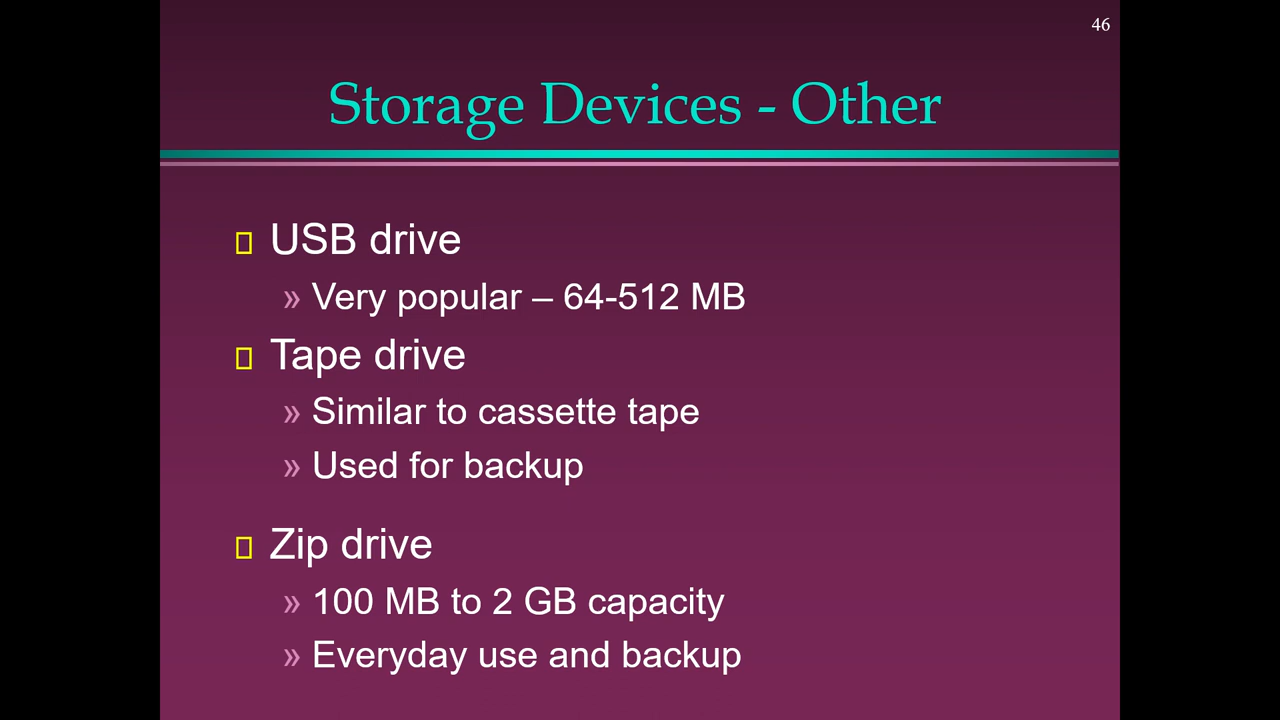 46
Storage Devices - Other
USB drive
» Very popular – 64-512 MB
Tape drive
» Similar to cassette tape
» Used for backup
Zip drive
» 100 MB to 2 GB capacity
» Everyday use and backup